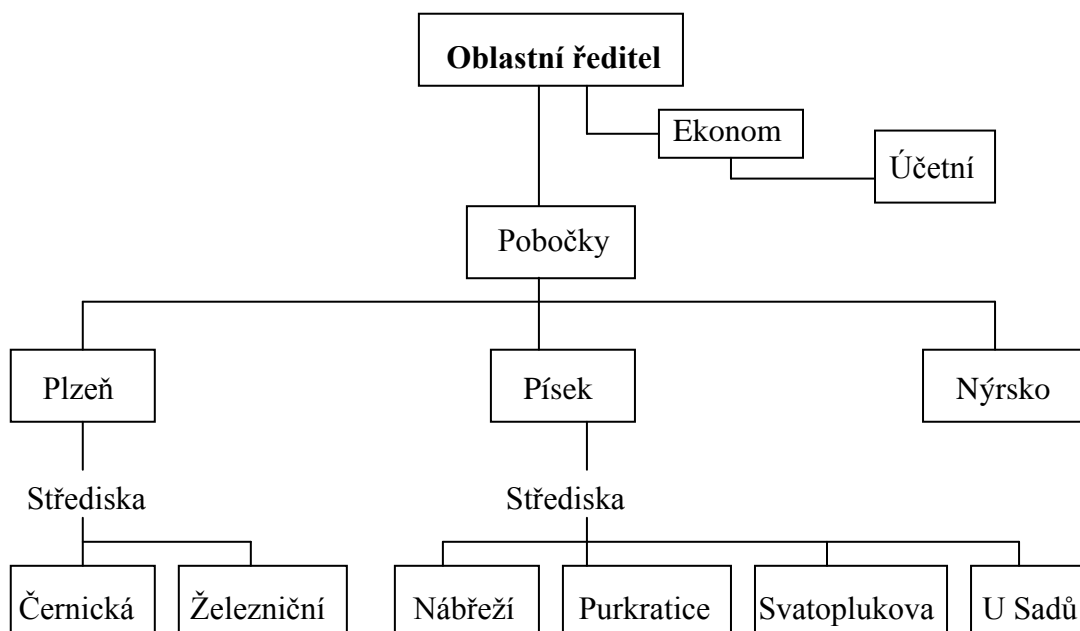 Oblastní ředitel
Ekonom
Účetní
Pobočky
Plzeň
Písek
Nýrsko
Střediska
Střediska
Černická
Železniční
Nábřeží
Purkratice
Svatoplukova
U Sadů